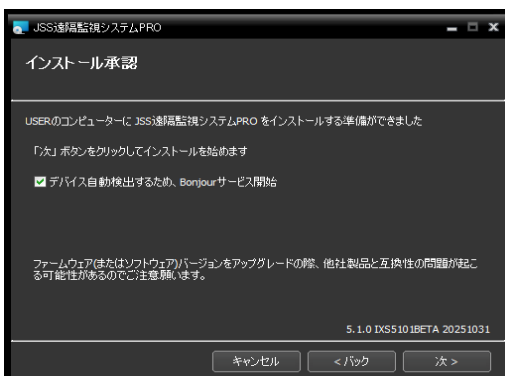 JSS遠隔監視システムPRO
インストール承認
USERのコンピューターに JSS遠隔監視システムPRO をインストールする準備ができました
「次」ボタンをクリックしてインストールを始めます
デバイス自動検出するため、Bonjourサービス開始
ファームウェア(またはソフトウェア)バージョンをアップグレードの際、他社製品と互換性の問題が起こ
る可能性があるのでご注意願います。
5.1.0 IXS5101BETA 20251031
キャンセル
< バック
次 >